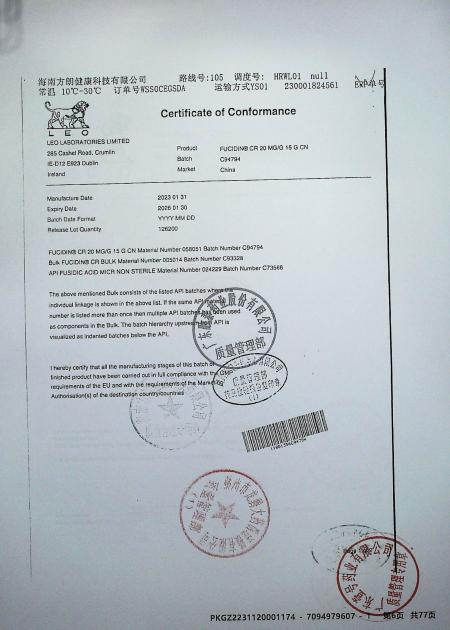 海南方朗健康科技有限公司 路线号:105 调度号: HRWL01 null
常温 10℃-30℃ 订单号WSSOCEGSDA 运输方式YS01 230001824561
LEO
Certificate of Conformance
LEO LABORATORIES LIMITED
285 Cashel Road, Crumlin
IE-D12 E923 Dublin
Ireland
Product FUCIDIN® CR 20 MG/G 15 G CN
Batch C94794
Market China
Manufacture Date 2023 01 31
Expiry Date 2026 01 30
Batch Date Format YYYY MM DD
Release Lot Quantity 126200
FUCIDIN® CR 20 MG/G 15 G CN Material Number 058051 Batch Number C94794
Bulk FUCIDIN® CR BULK Material Number 005014 Batch Number C93328
API FUSIDIC ACID MICR NON STERILE Material Number 024229 Batch Number C73566
The above mentioned Bulk consists of the listed API batches where the
individual linkage is shown in the above list. If the same API material
number is listed more than once then multiple API batches has been used
as components in the Bulk. The batch hierarchy upstream from API is
visualized as indented batches below the API.
I hereby certify that all the manufacturing stages of this batch of
finished product have been carried out in full compliance with the GMP
requirements of the EU and with the requirements of the Marketing
Authorisation(s) of the destination country/countries
质量管理部
(1)
PKGZ2231120001174 - 7094979607 - 1 第6页 共77页